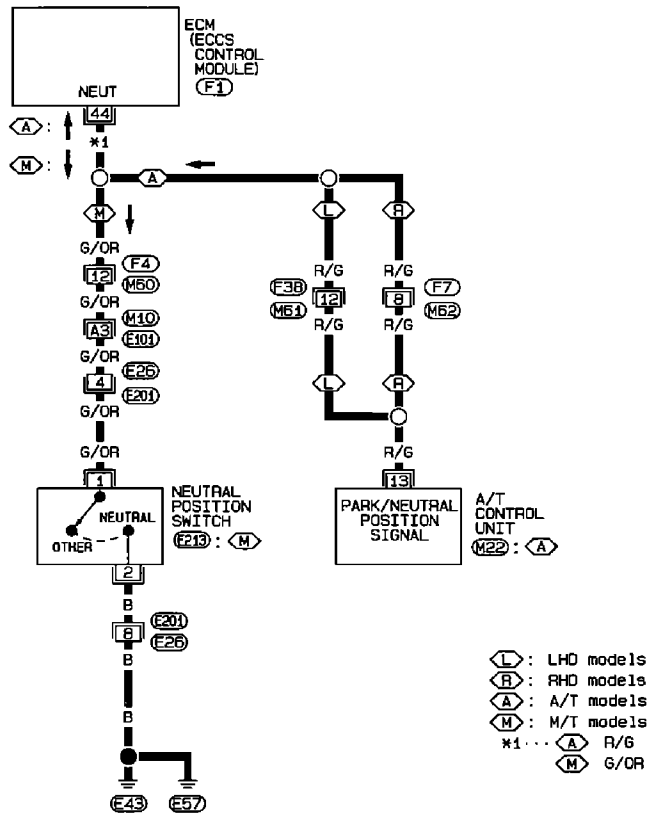 ECM
(ECCS
CONTROL
MODULE)
F1
NEUT
44
A :
*1
M :
A
M
L
R
G/OR
R/G
R/G
12
F4
M60
F38
M61
12
8
F7
M62
G/OR
R/G
R/G
A3
M10
E101
G/OR
4
E26
E201
L
R
G/OR
G/OR
R/G
1
13
NEUTRAL
POSITION
SWITCH
E213 : M
NEUTRAL
OTHER
PARK/NEUTRAL
POSITION
SIGNAL
A/T
CONTROL
UNIT
M22 : A
2
B
8
E201
E26
B
B
E43
E57
L : LHD models
R : RHD models
A : A/T models
M : M/T models
*1 ··· A R/G
M G/OR